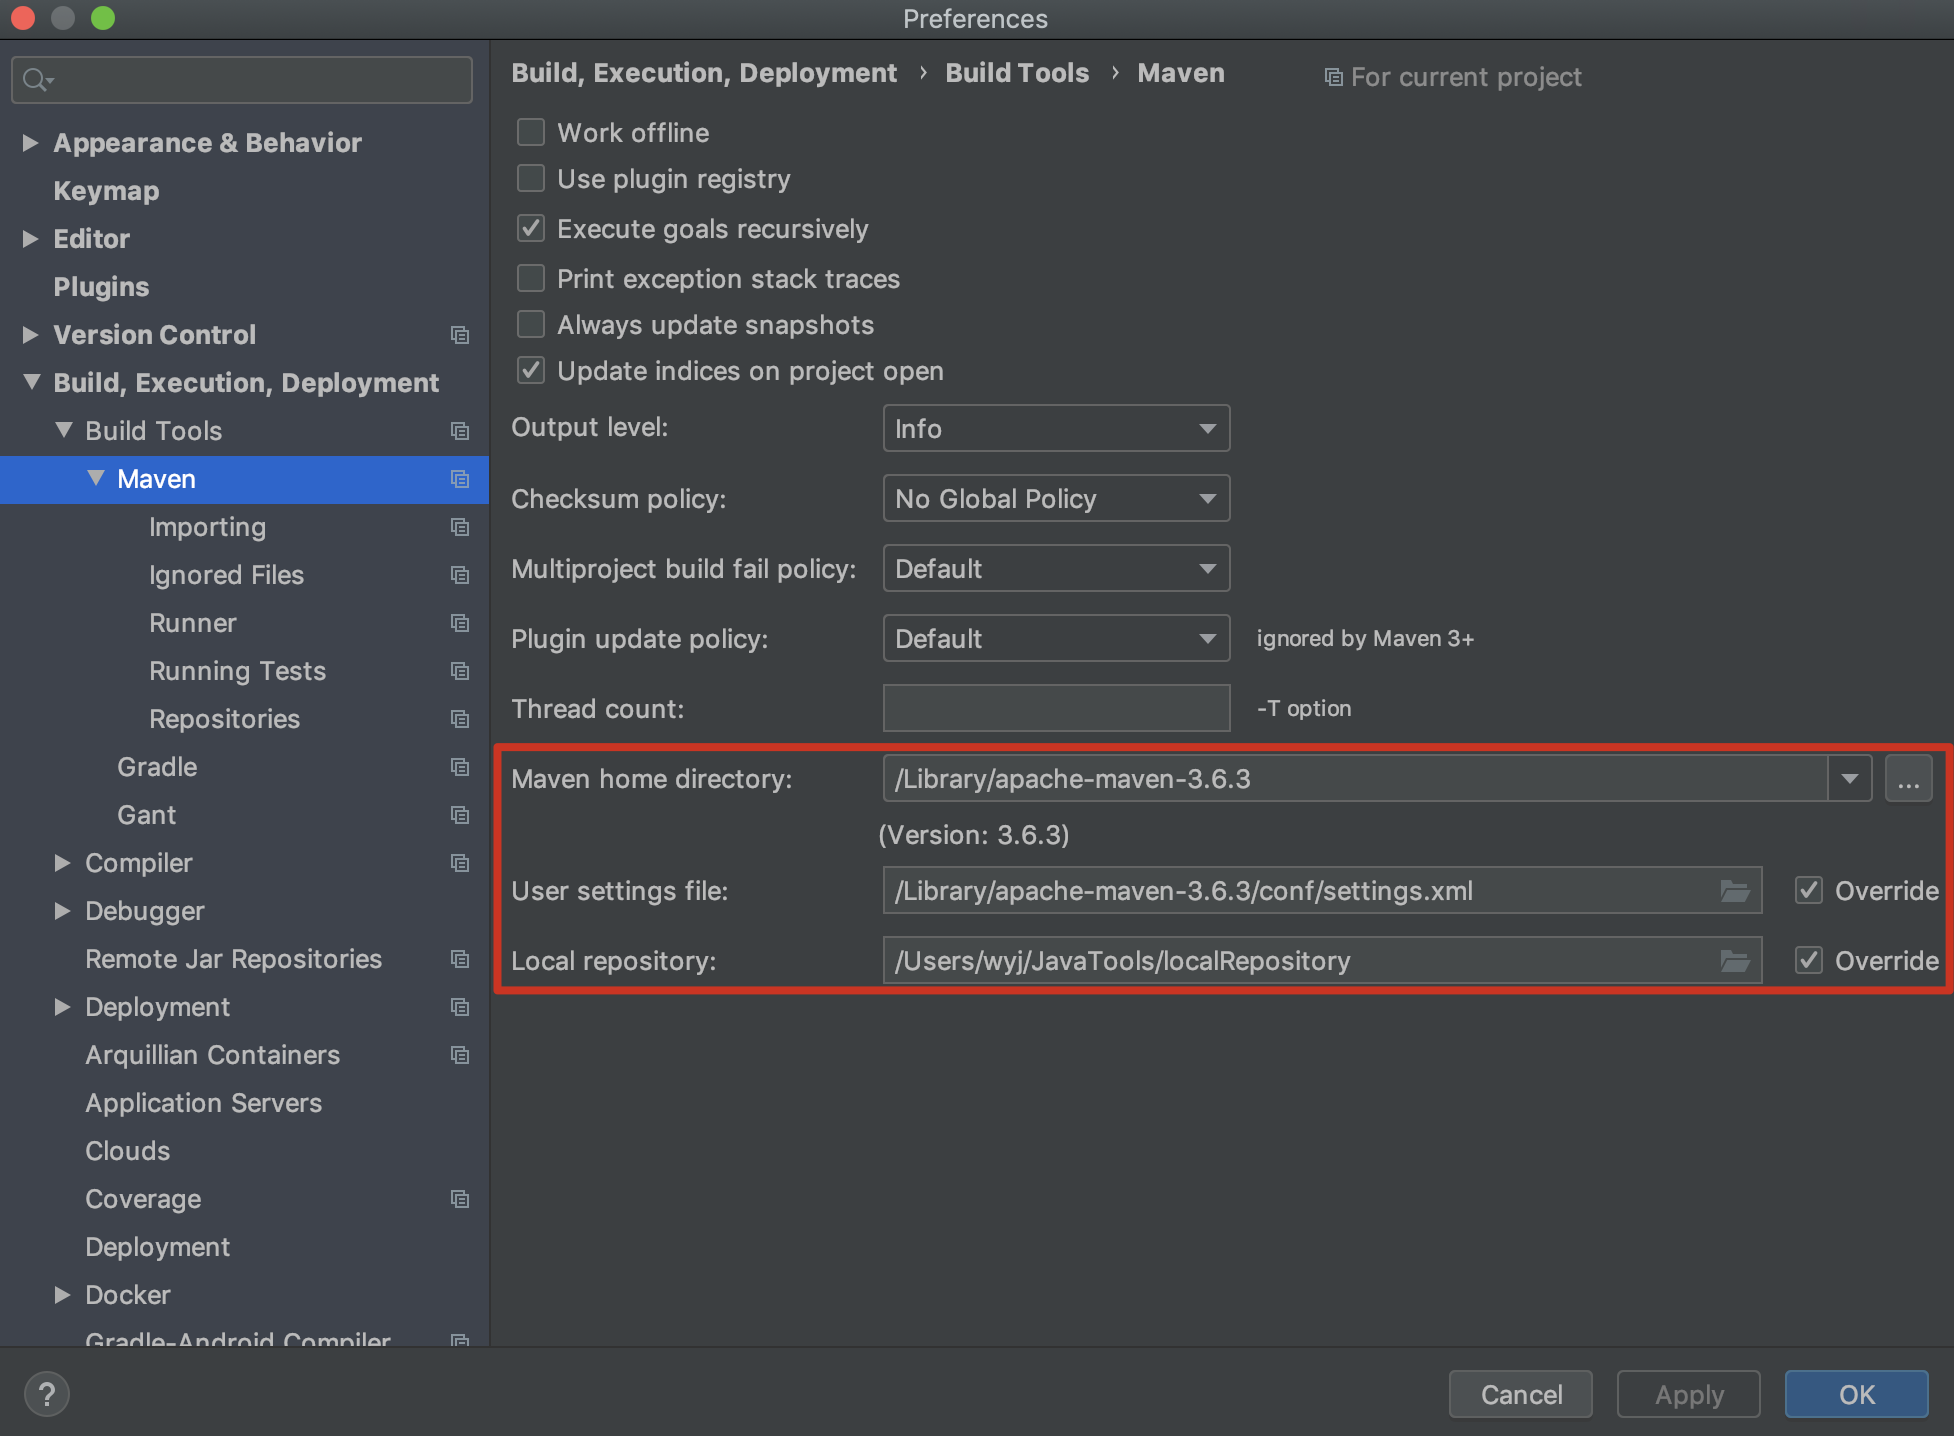 Preferences
Appearance & Behavior
Keymap
Editor
Plugins
Version Control
Build, Execution, Deployment
Build Tools
Maven
Importing
Ignored Files
Runner
Running Tests
Repositories
Gradle
Gant
Compiler
Debugger
Remote Jar Repositories
Deployment
Arquillian Containers
Application Servers
Clouds
Coverage
Deployment
Docker
Gradle-Android Compiler
Build, Execution, Deployment › Build Tools › Maven For current project
Work offline
Use plugin registry
Execute goals recursively
Print exception stack traces
Always update snapshots
Update indices on project open
Output level: Info
Checksum policy: No Global Policy
Multiproject build fail policy: Default
Plugin update policy: Default ignored by Maven 3+
Thread count: -T option
Maven home directory: /Library/apache-maven-3.6.3 ...
(Version: 3.6.3)
User settings file: /Library/apache-maven-3.6.3/conf/settings.xml Override
Local repository: /Users/wyj/JavaTools/localRepository Override
? Cancel Apply OK